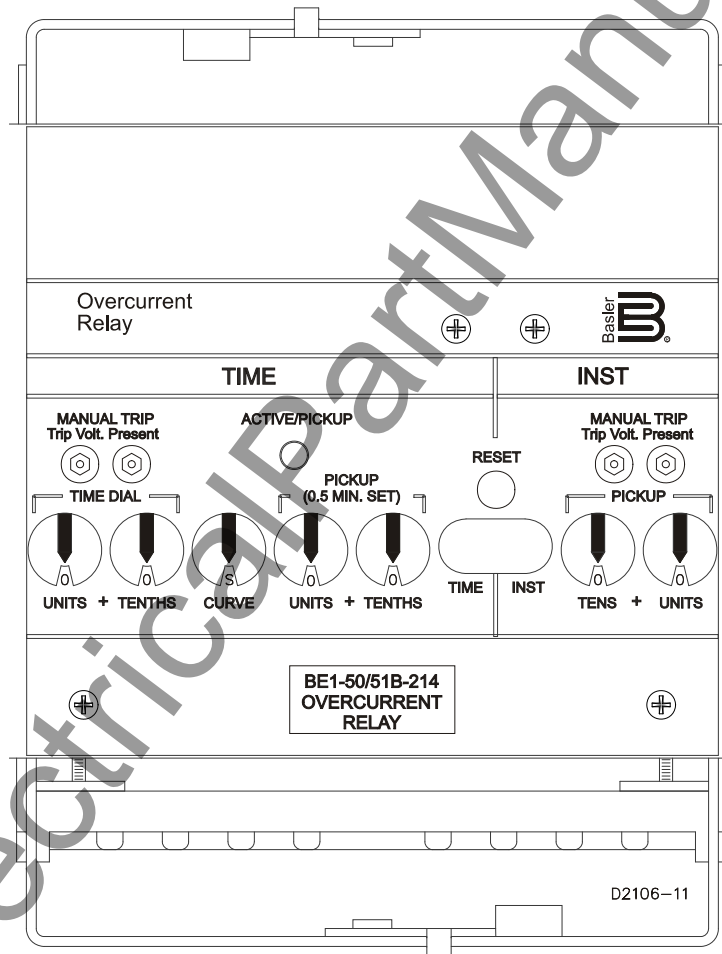 Overcurrent
Relay
Basler
B
®
TIME
INST
MANUAL TRIP
Trip Volt. Present
ACTIVE/PICKUP
RESET
MANUAL TRIP
Trip Volt. Present
TIME DIAL
PICKUP
(0.5 MIN. SET)
PICKUP
0
0
S
0
0
0
0
UNITS + TENTHS
CURVE
UNITS + TENTHS
TIME
INST
TENS + UNITS
BE1-50/51B-214
OVERCURRENT
RELAY
D2106-11
ectricalPartManu